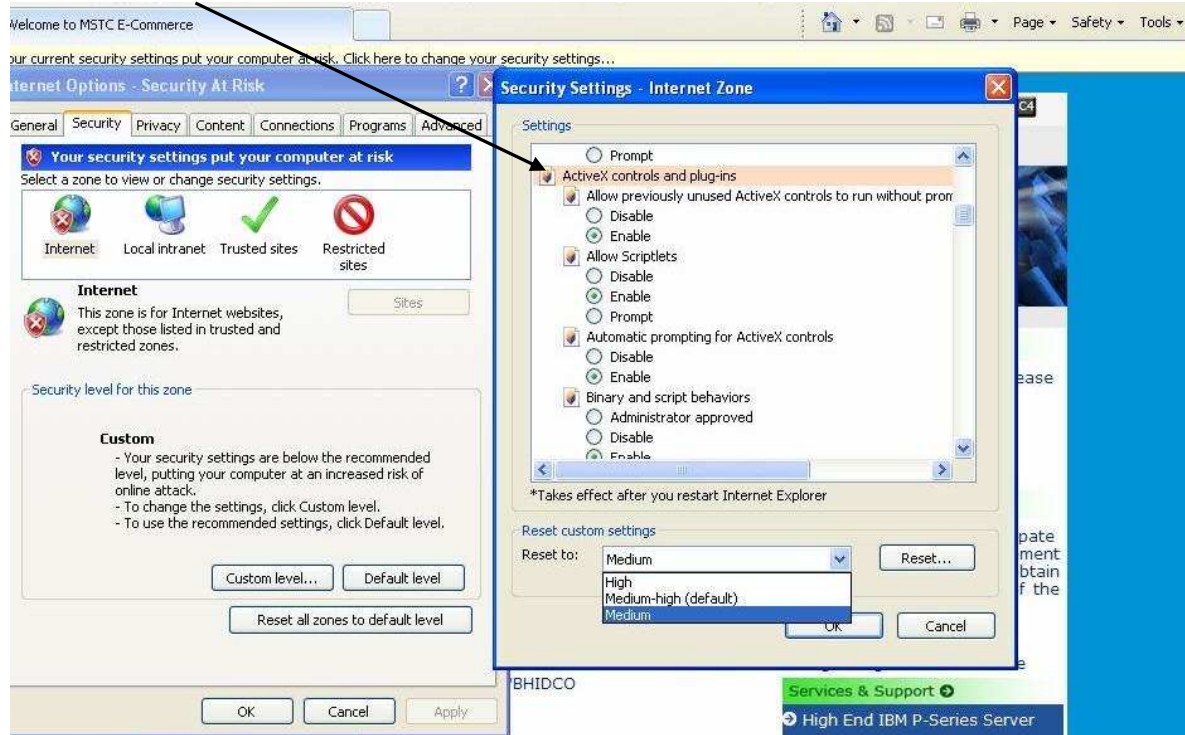 Welcome to MSTC E-Commerce
Page Safety Tools
our current security settings put your computer at risk. Click here to change your security settings...
Internet Options - Security At Risk
General Security Privacy Content Connections Programs Advanced
Your security settings put your computer at risk
Select a zone to view or change security settings.
Internet
Local intranet
Trusted sites
Restricted
sites
Internet
This zone is for Internet websites,
except those listed in trusted and
restricted zones.
Sites
Security level for this zone
Custom
- Your security settings are below the recommended
level, putting your computer at an increased risk of
online attack.
- To change the settings, click Custom level.
- To use the recommended settings, click Default level.
Custom level... Default level
Reset all zones to default level
OK Cancel Apply
Security Settings - Internet Zone
Settings
Prompt
ActiveX controls and plug-ins
Allow previously unused ActiveX controls to run without prom
Disable
Enable
Allow Scriptlets
Disable
Enable
Prompt
Automatic prompting for ActiveX controls
Disable
Enable
Binary and script behaviors
Administrator approved
Disable
Enable
*Takes effect after you restart Internet Explorer
Reset custom settings
Reset to: Medium Reset...
High
Medium-high (default)
Medium
OK Cancel
C4
ease
pate
ment
btain
f the
e
BHIDCO
Services & Support
High End IBM P-Series Server